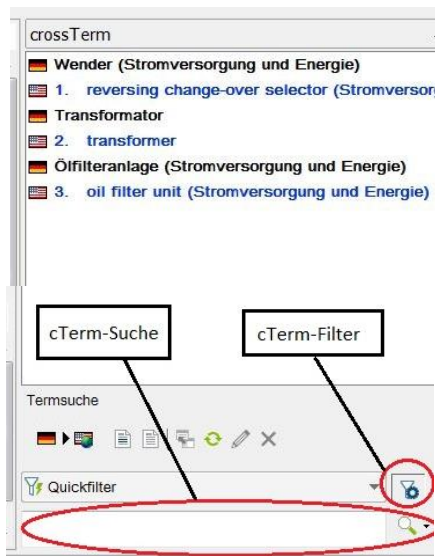 crossTerm
Wender (Stromversorgung und Energie)
1. reversing change-over selector (Stromversorg
Transformator
2. transformer
Ölfilteranlage (Stromversorgung und Energie)
3. oil filter unit (Stromversorgung und Energie)
cTerm-Suche
cTerm-Filter
Termsuche
Quickfilter